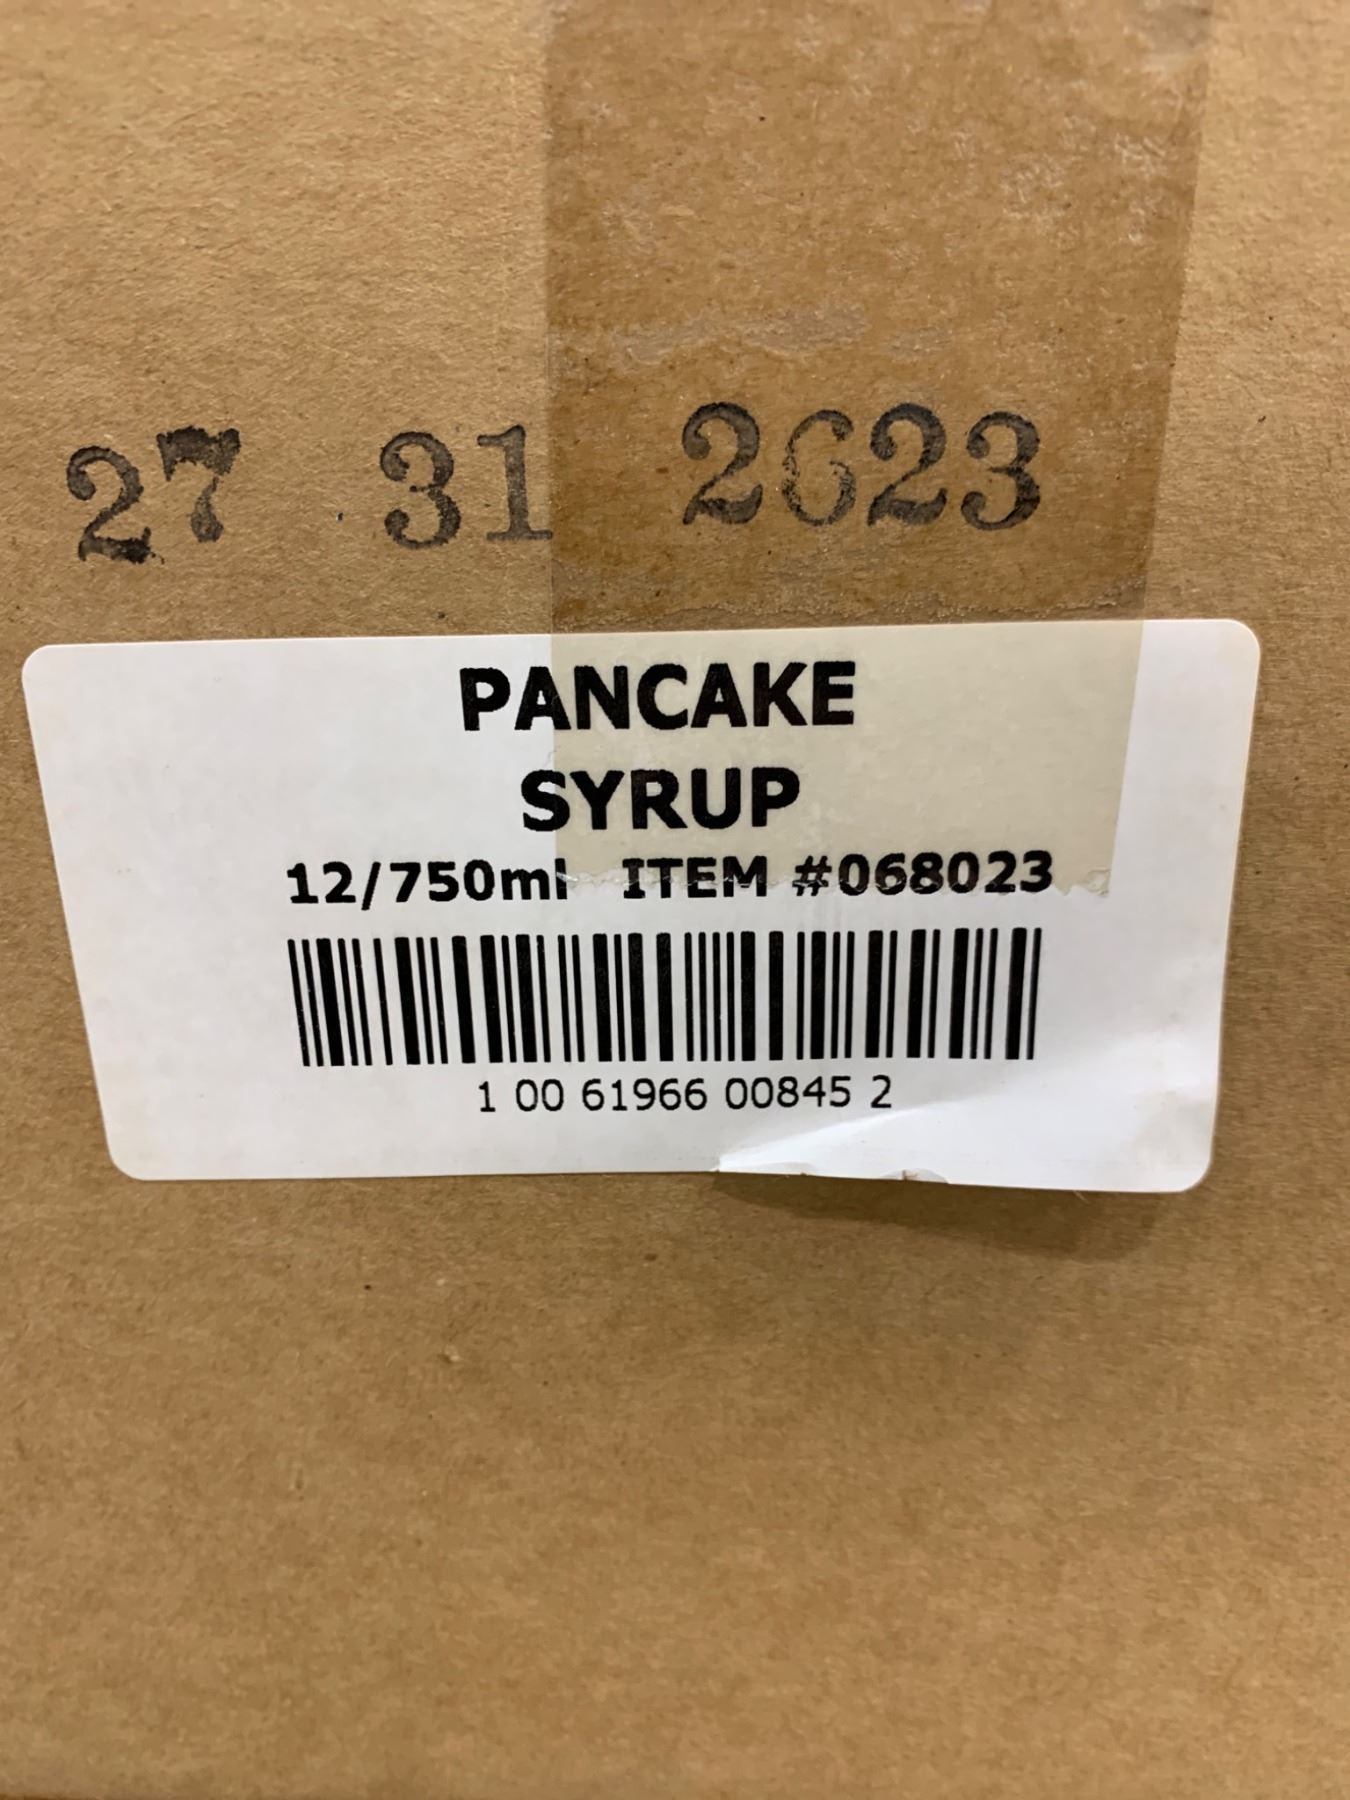 27 31 2623
PANCAKE
SYRUP
12/750ml ITEM #068023
1 00 61966 00845 2